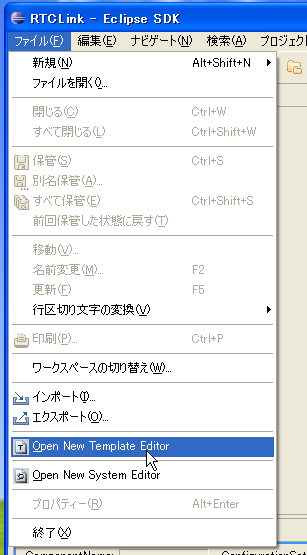 RTCLink - Eclipse SDK
ファイル(F) 編集(E) ナビゲート(N) 検索(A) プロジェクト
新規(N) Alt+Shift+N
ファイルを開く(.)...
閉じる(C) Ctrl+W
すべて閉じる(L) Ctrl+Shift+W
保管(S) Ctrl+S
別名保管(A)...
すべて保管(E) Ctrl+Shift+S
前回保管した状態に戻す(T)
移動(V)...
名前変更(M)... F2
更新(F) F5
行区切り文字の変換(V)
印刷(P)... Ctrl+P
ワークスペースの切り替え(W)...
インポート(I)...
エクスポート(O)...
Open New Template Editor
Open New System Editor
プロパティー(R) Alt+Enter
終了(X)
ComponentName: